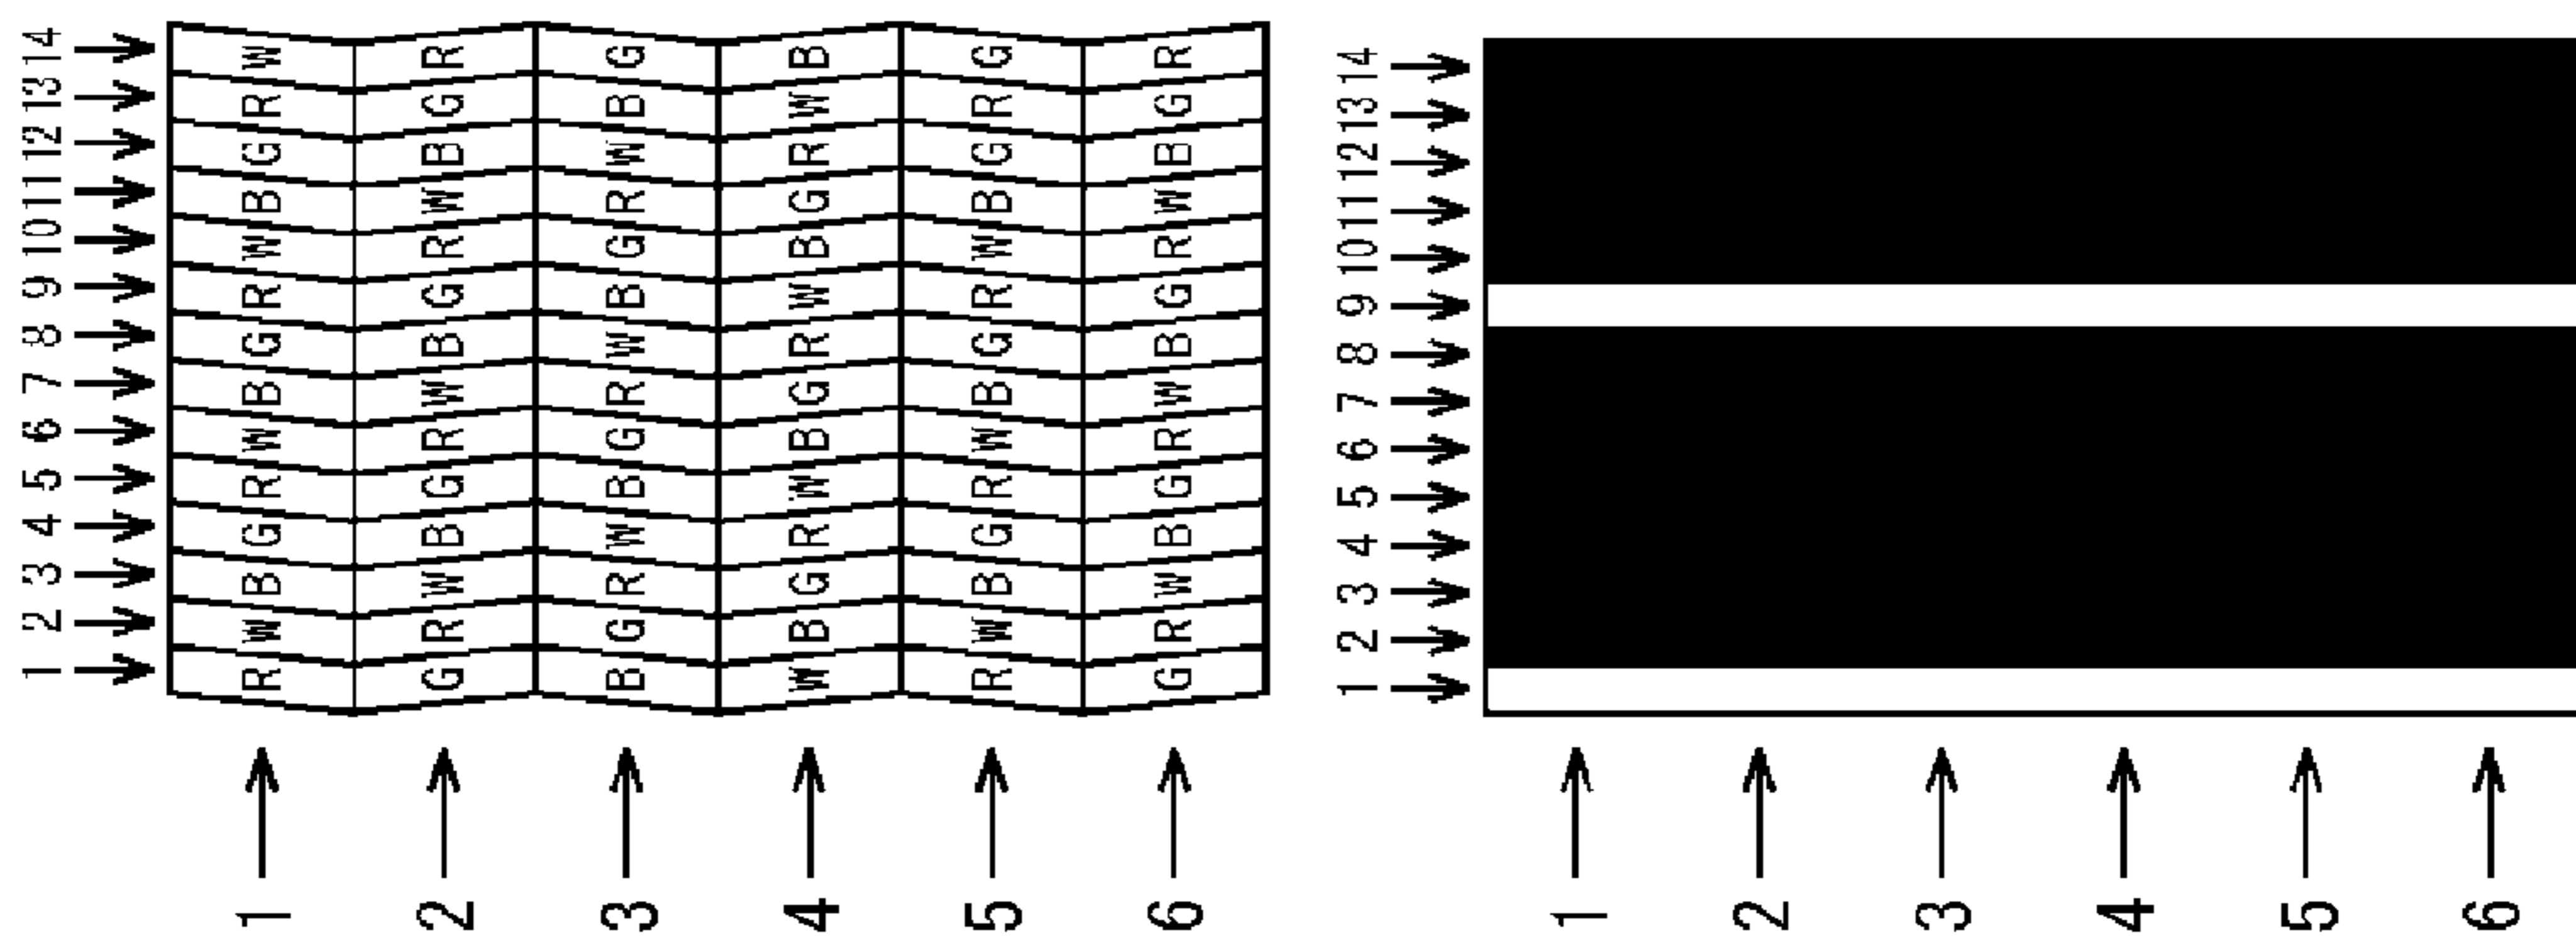 1 2 3 4 5 6 7 8 9 10 11 12 13 14
1 R W B G R W B G R W B G R W
2 G R W B G R W B G R W B G R
3 B G R W B G R W B G R W B G
4 W B G R W B G R W B G R W B
5 R W B G R W B G R W B G R G
6 G R W B G R W B G R W B G R
1 2 3 4 5 6 7 8 9 10 11 12 13 14
1
2
3
4
5
6